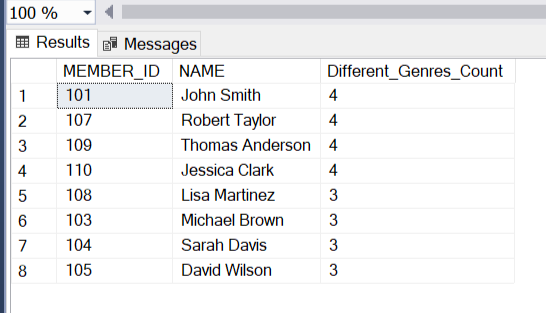 100 %
Results Messages
MEMBER_ID NAME Different_Genres_Count
1 101 John Smith 4
2 107 Robert Taylor 4
3 109 Thomas Anderson 4
4 110 Jessica Clark 4
5 108 Lisa Martinez 3
6 103 Michael Brown 3
7 104 Sarah Davis 3
8 105 David Wilson 3